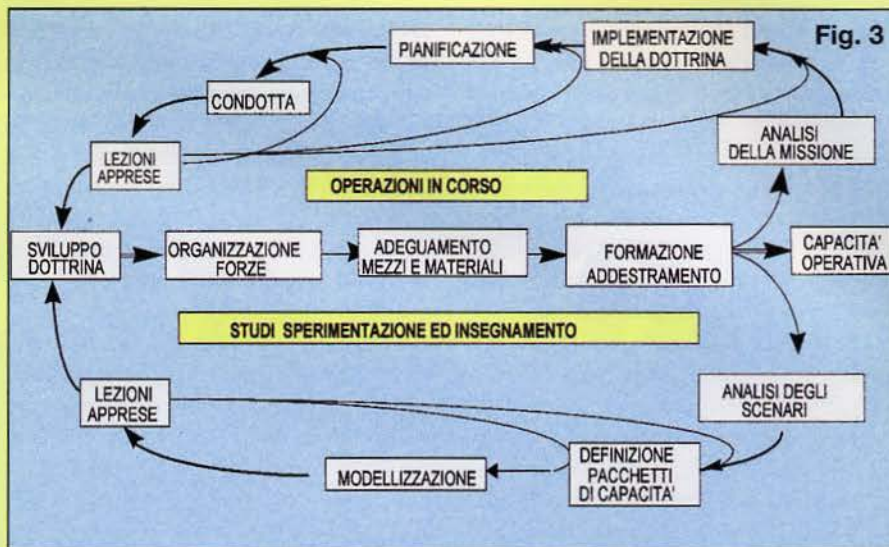 Fig. 3
PIANIFICAZIONE
IMPLEMENTAZIONE
DELLA DOTTRINA
CONDOTTA
LEZIONI
APPRESE
ANALISI
DELLA MISSIONE
OPERAZIONI IN CORSO
SVILUPPO
DOTTRINA
ORGANIZZAZIONE
FORZE
ADEGUAMENTO
MEZZI E MATERIALI
FORMAZIONE
ADDESTRAMENTO
CAPACITA'
OPERATIVA
STUDI SPERIMENTAZIONE ED INSEGNAMENTO
LEZIONI
APPRESE
ANALISI DEGLI
SCENARI
MODELLIZZAZIONE
DEFINIZIONE
PACCHETTI
DI CAPACITA'